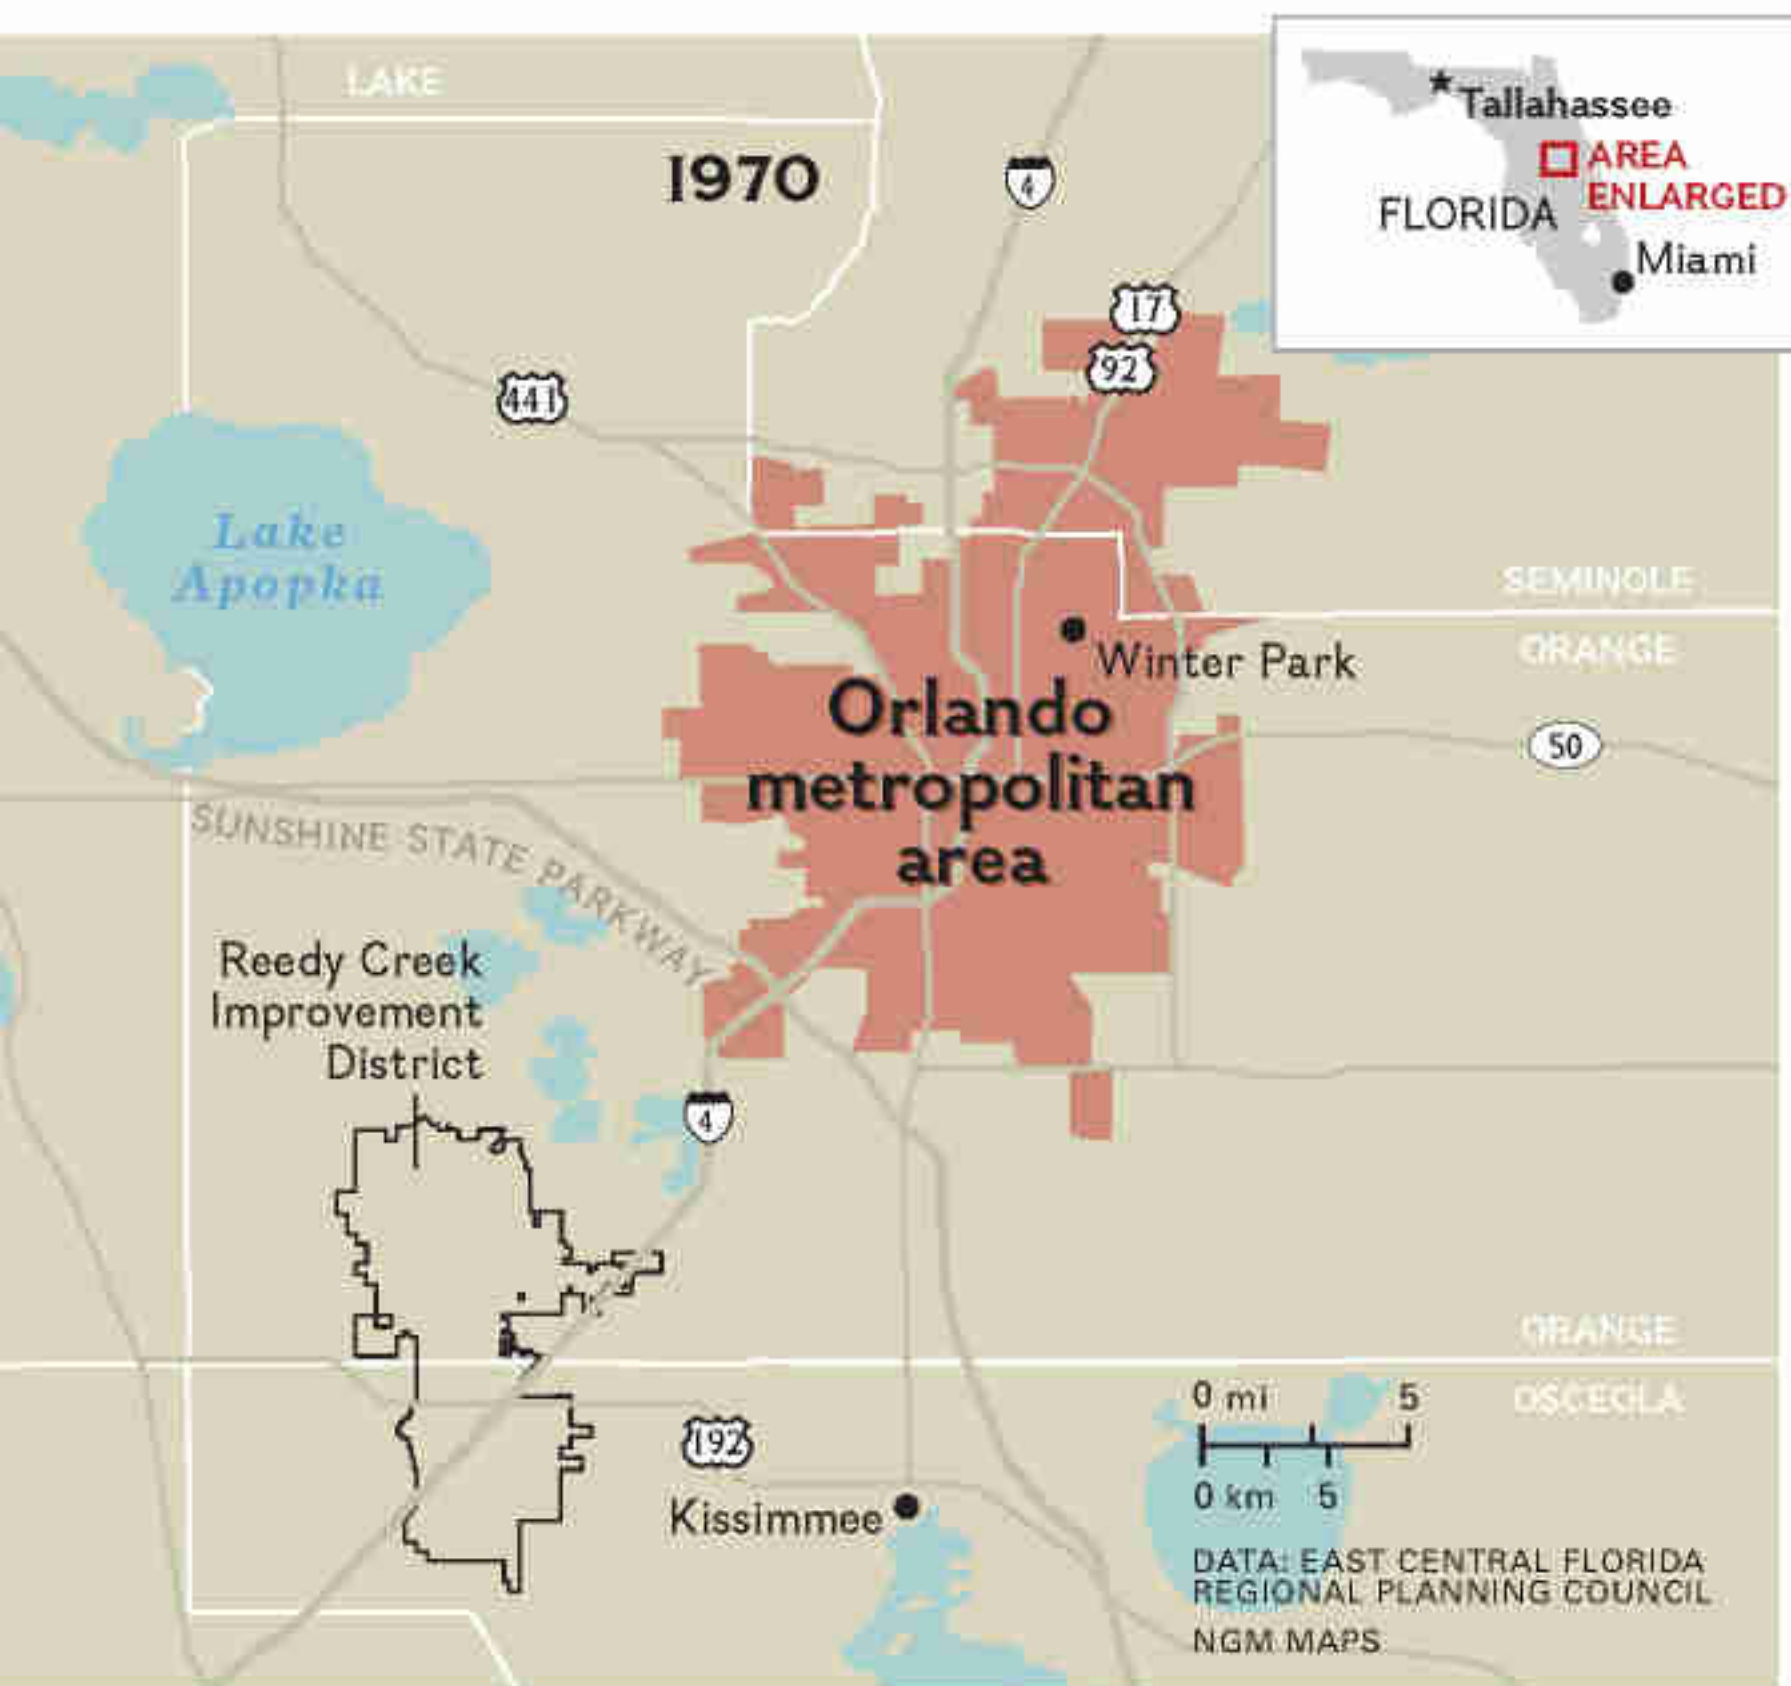 LAKE
1970
4
Tallahassee
AREA
ENLARGED
FLORIDA
Miami
17
92
441
Lake
Apopka
SEMINOLE
ORANGE
Winter Park
Orlando
metropolitan
area
50
SUNSHINE STATE PARKWAY
Reedy Creek
Improvement
District
4
ORANGE
OSCEOLA
192
Kissimmee
0 mi 5
0 km 5
DATA: EAST CENTRAL FLORIDA
REGIONAL PLANNING COUNCIL
NGM MAPS